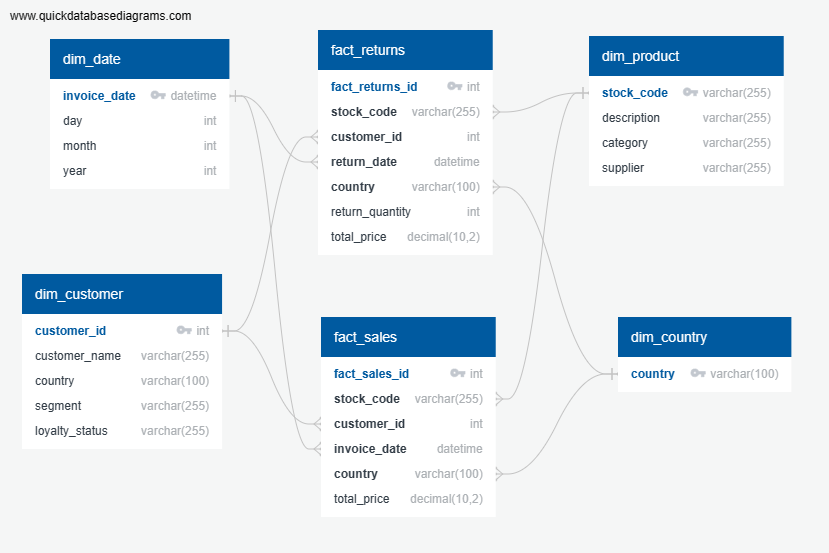 www.quickdatabasediagrams.com
dim_date
invoice_date datetime
day int
month int
year int
fact_returns
fact_returns_id int
stock_code varchar(255)
customer_id int
return_date datetime
country varchar(100)
return_quantity int
total_price decimal(10,2)
dim_product
stock_code varchar(255)
description varchar(255)
category varchar(255)
supplier varchar(255)
dim_customer
customer_id int
customer_name varchar(255)
country varchar(100)
segment varchar(255)
loyalty_status varchar(255)
fact_sales
fact_sales_id int
stock_code varchar(255)
customer_id int
invoice_date datetime
country varchar(100)
total_price decimal(10,2)
dim_country
country varchar(100)